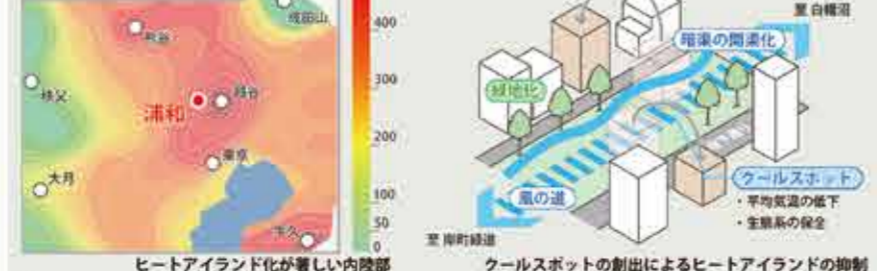 成田山
熊谷
秩父
浦和
越谷
東京
大月
牛久
400
300
200
100
50
0
ヒートアイランド化が著しい内陸部
至 白幡沼
暗渠の開渠化
緑地化
風の道
クールスポット
・平均気温の低下
・生態系の保全
至 岸町緑道
クールスポットの創出によるヒートアイランドの抑制